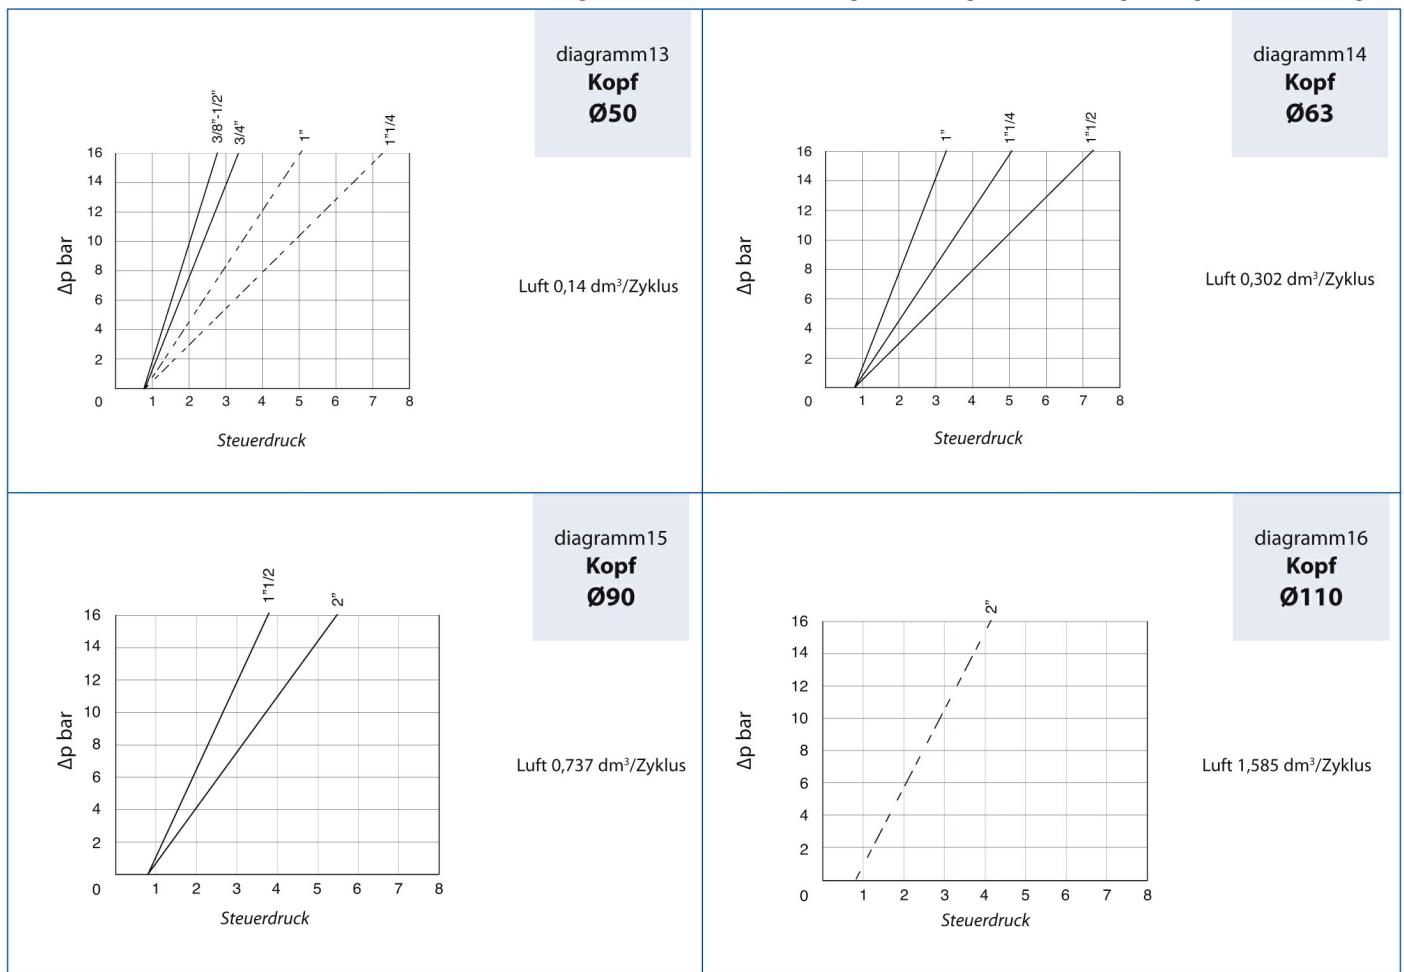 diagramm13
Kopf
Ø50
3/8"-1/2"
3/4"
1"
1"1/4
16
14
12
10
8
6
4
2
0
1 2 3 4 5 6 7 8
Δp bar
Steuerdruck
Luft 0,14 dm³/Zyklus
diagramm14
Kopf
Ø63
1"
1"1/4
1"1/2
16
14
12
10
8
6
4
2
0
1 2 3 4 5 6 7 8
Δp bar
Steuerdruck
Luft 0,302 dm³/Zyklus
diagramm15
Kopf
Ø90
1"1/2
2"
16
14
12
10
8
6
4
2
0
1 2 3 4 5 6 7 8
Δp bar
Steuerdruck
Luft 0,737 dm³/Zyklus
diagramm16
Kopf
Ø110
2"
16
14
12
10
8
6
4
2
0
1 2 3 4 5 6 7 8
Δp bar
Steuerdruck
Luft 1,585 dm³/Zyklus